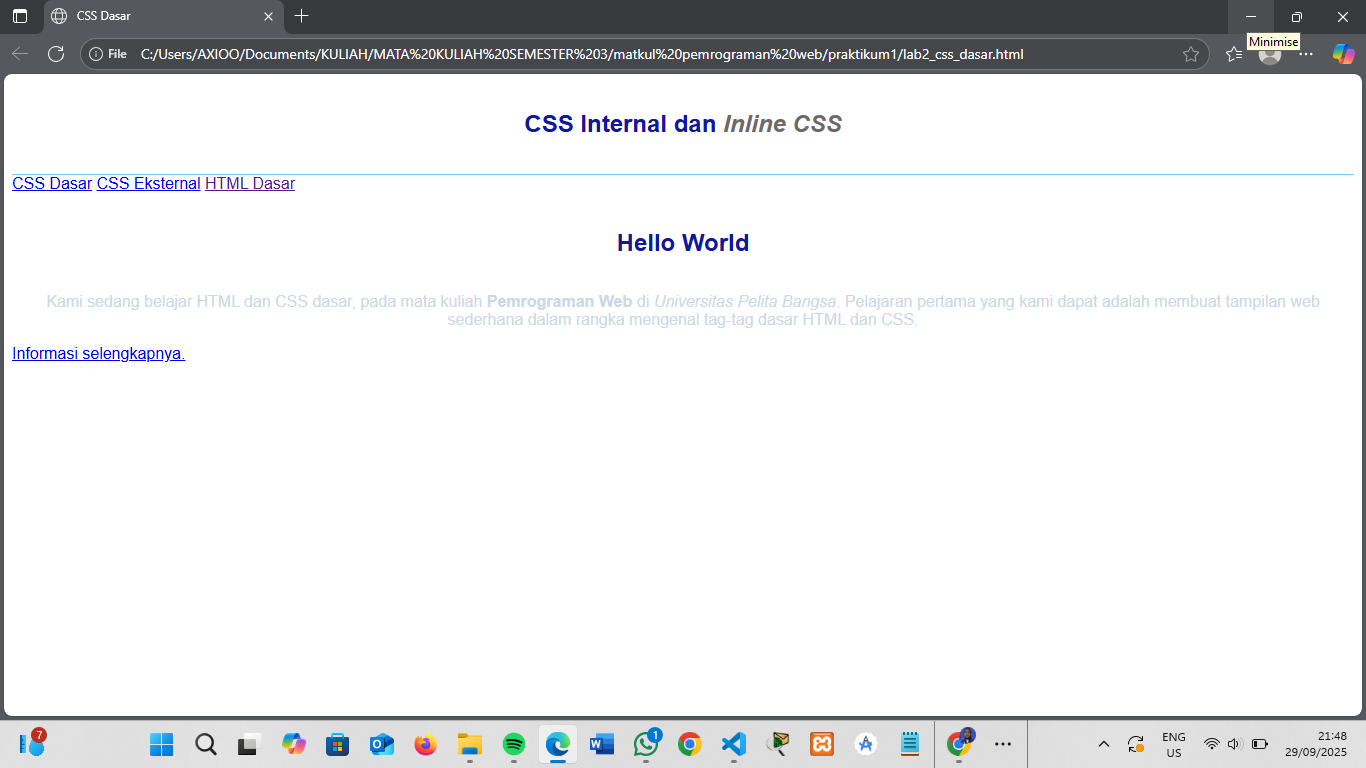 CSS Dasar
Minimise
File C:/Users/AXIOO/Documents/KULIAH/MATA%20KULIAH%20SEMESTER%203/matkul%20pemrograman%20web/praktikum1/lab2_css_dasar.html
CSS Internal dan Inline CSS
CSS Dasar CSS Eksternal HTML Dasar
Hello World
Kami sedang belajar HTML dan CSS dasar, pada mata kuliah Pemrograman Web di Universitas Pelita Bangsa. Pelajaran pertama yang kami dapat adalah membuat tampilan web
sederhana dalam rangka mengenal tag-tag dasar HTML dan CSS.
Informasi selengkapnya.
7
1
ENG
US
21:48
29/09/2025